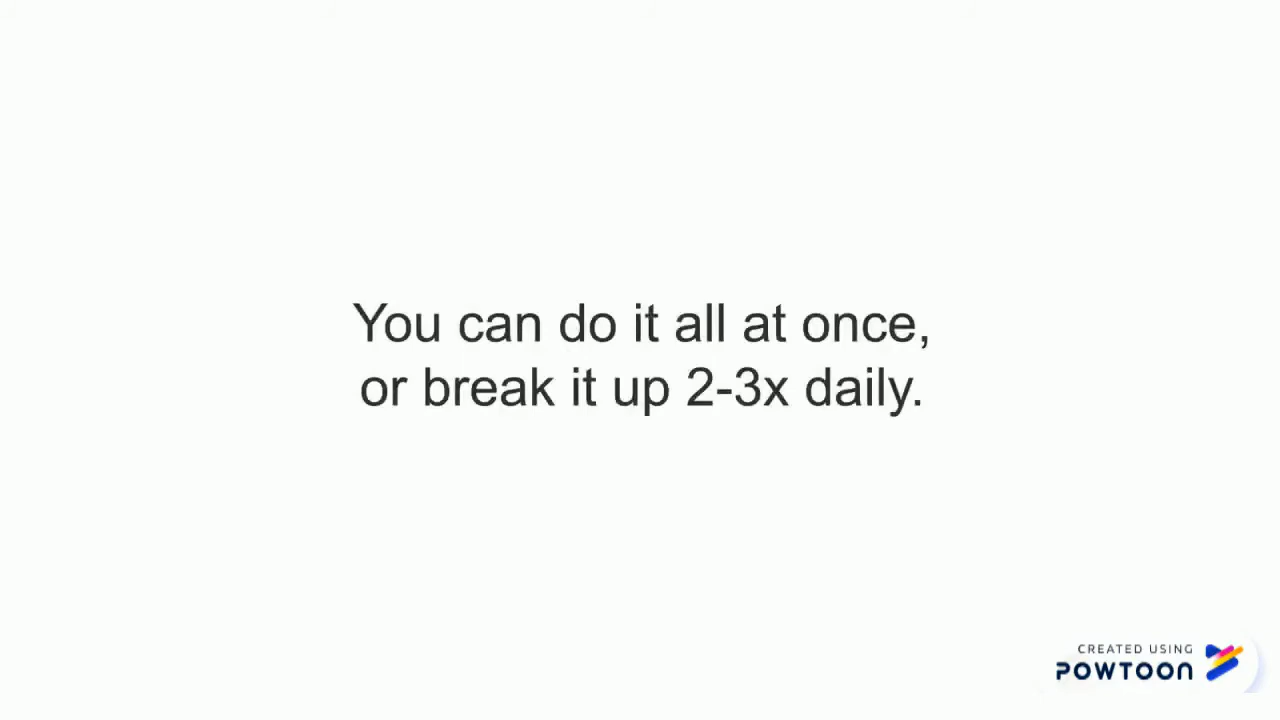 You can do it all at once,
or break it up 2-3x daily.
CREATED USING
POWTOON